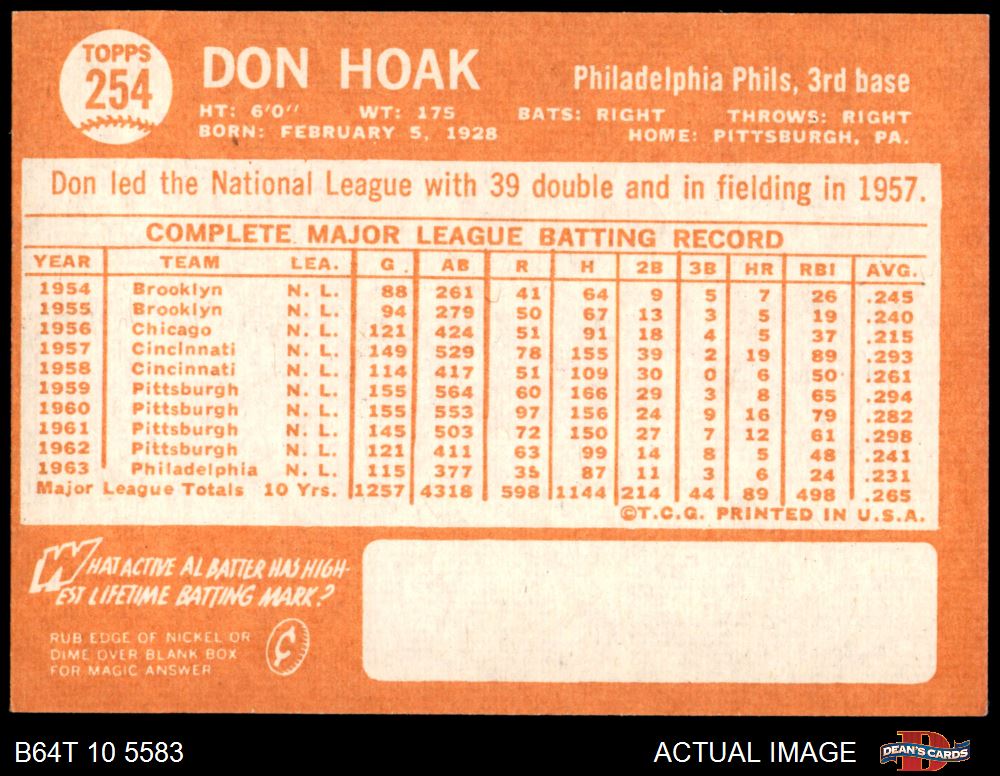 TOPPS
254
DON HOAK
Philadelphia Phils, 3rd base
HT: 6'0'' WT: 175 BATS: RIGHT THROWS: RIGHT
BORN: FEBRUARY 5, 1928 HOME: PITTSBURGH, PA.
Don led the National League with 39 double and in fielding in 1957.
COMPLETE MAJOR LEAGUE BATTING RECORD
YEAR TEAM LEA. G AB R H 2B 3B HR RBI AVG.
1954 Brooklyn N. L. 88 261 41 64 9 5 7 26 .245
1955 Brooklyn N. L. 94 279 50 67 13 3 5 19 .240
1956 Chicago N. L. 121 424 51 91 18 4 5 37 .215
1957 Cincinnati N. L. 149 529 78 155 39 2 19 89 .293
1958 Cincinnati N. L. 114 417 51 109 30 0 6 50 .261
1959 Pittsburgh N. L. 155 564 60 166 29 3 8 65 .294
1960 Pittsburgh N. L. 155 553 97 156 24 9 16 79 .282
1961 Pittsburgh N. L. 145 503 72 150 27 7 12 61 .298
1962 Pittsburgh N. L. 121 411 63 99 14 8 5 48 .241
1963 Philadelphia N. L. 115 377 35 87 11 3 6 24 .231
Major League Totals 10 Yrs. 1257 4318 598 1144 214 44 89 498 .265
©T.C.G. PRINTED IN U.S.A.
WHAT ACTIVE AL BATTER HAS HIGH-
EST LIFETIME BATTING MARK?
RUB EDGE OF NICKEL OR
DIME OVER BLANK BOX
FOR MAGIC ANSWER
¢
B64T 10 5583
ACTUAL IMAGE
D
DEAN'S CARDS